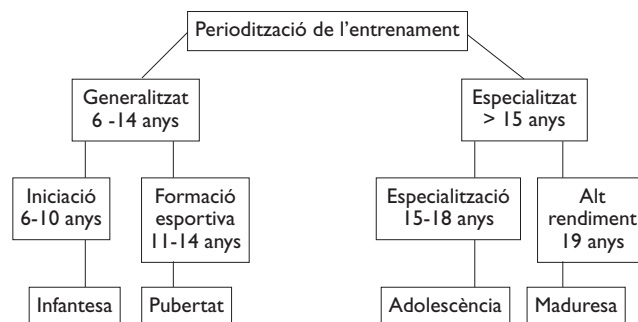 Periodització de l'entrenament
Generalitzat
6 -14 anys
Especialitzat
> 15 anys
Iniciació
6-10 anys
Formació
esportiva
11-14 anys
Especialització
15-18 anys
Alt
rendiment
19 anys
Infantesa
Pubertat
Adolescència
Maduresa